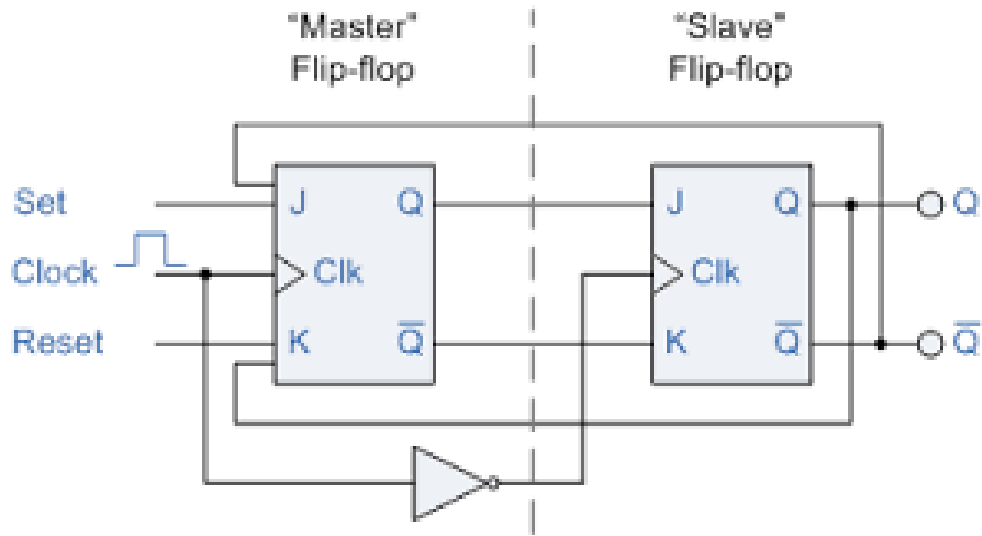 “Master”
Flip-flop
“Slave”
Flip-flop
Set
J
Q
J
Q
Q
Clock
Clk
Clk
Reset
K
Q̅
K
Q̅
Q̅